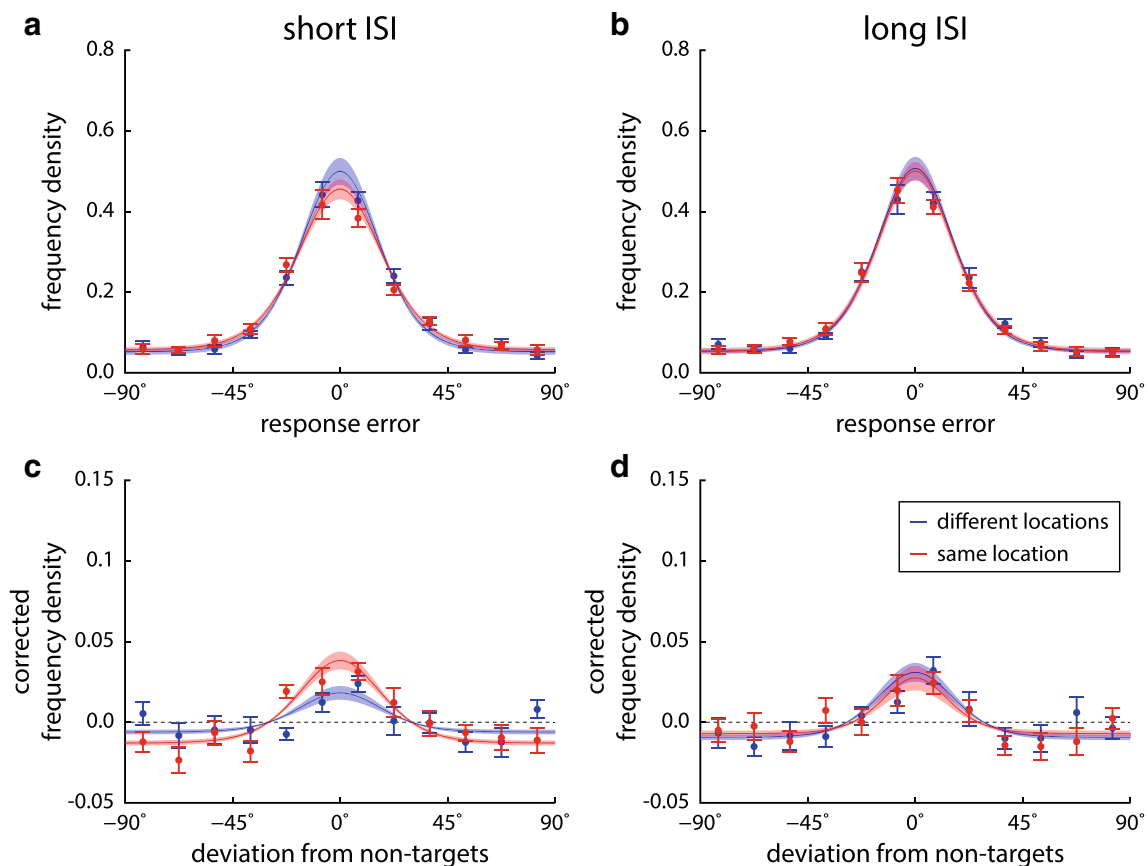 a
short ISI
b
long ISI
0.8
0.6
0.4
0.2
0.0
frequency density
−90˚
−45˚
0˚
45˚
90˚
response error
0.8
0.6
0.4
0.2
0.0
frequency density
−90˚
−45˚
0˚
45˚
90˚
response error
c
0.15
0.1
0.05
0.0
-0.05
corrected
frequency density
−90˚
−45˚
0˚
45˚
90˚
deviation from non-targets
d
0.15
0.1
0.05
0.0
-0.05
corrected
frequency density
different locations
same location
−90˚
−45˚
0˚
45˚
90˚
deviation from non-targets